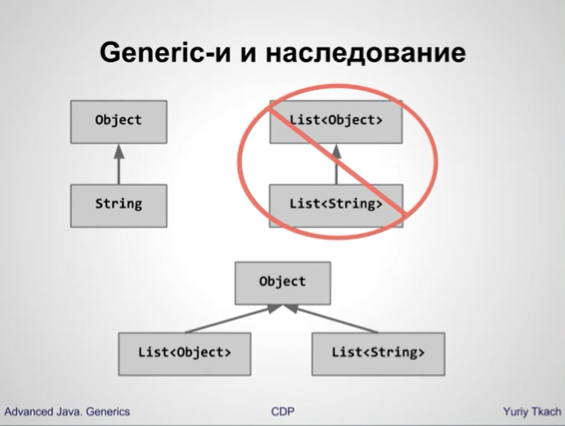 Generic-и и наследование
Object
List<Object>
String
List<String>
Object
List<Object>
List<String>
Advanced Java. Generics
CDP
Yuriy Tkach